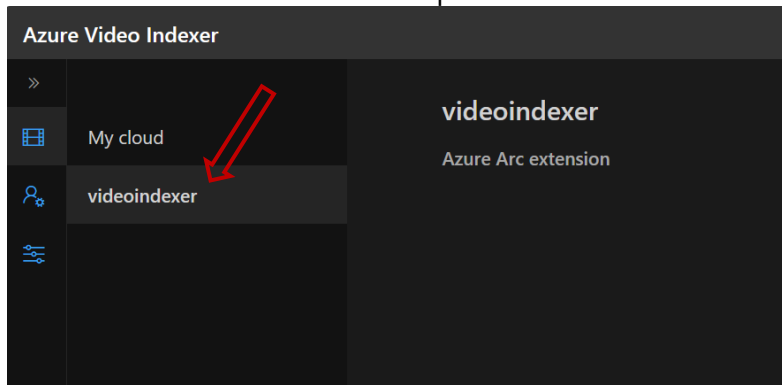 Azure Video Indexer
My cloud
videoindexer
videoindexer
Azure Arc extension